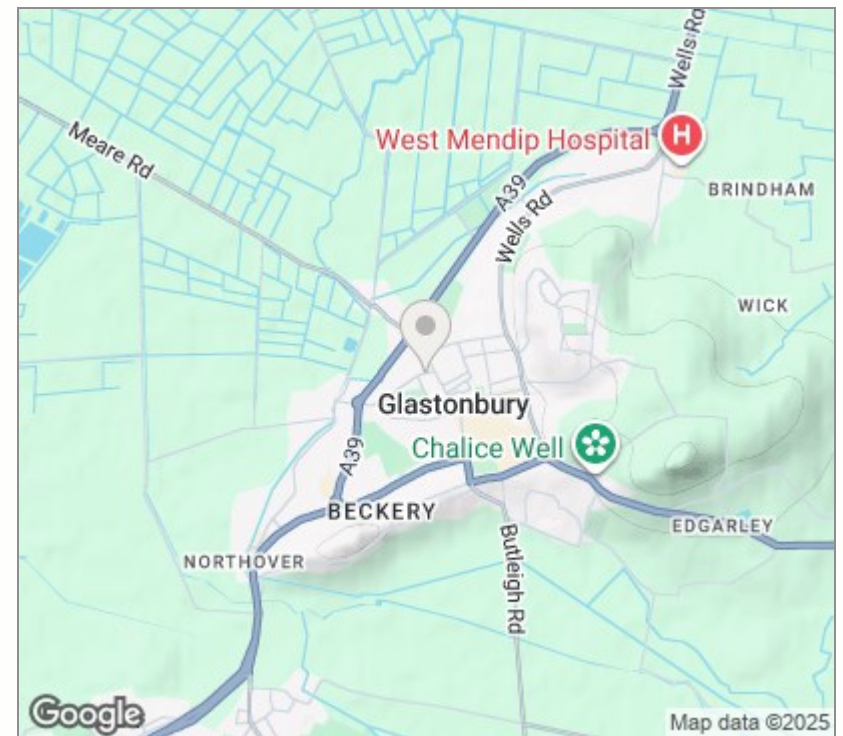 Wells Rd
Meare Rd
West Mendip Hospital
H
A39
Wells Rd
BRINDHAM
WICK
Glastonbury
Chalice Well
A39
BECKERY
EDGARLEY
Butleigh Rd
NORTHOVER
Google
Map data ©2025